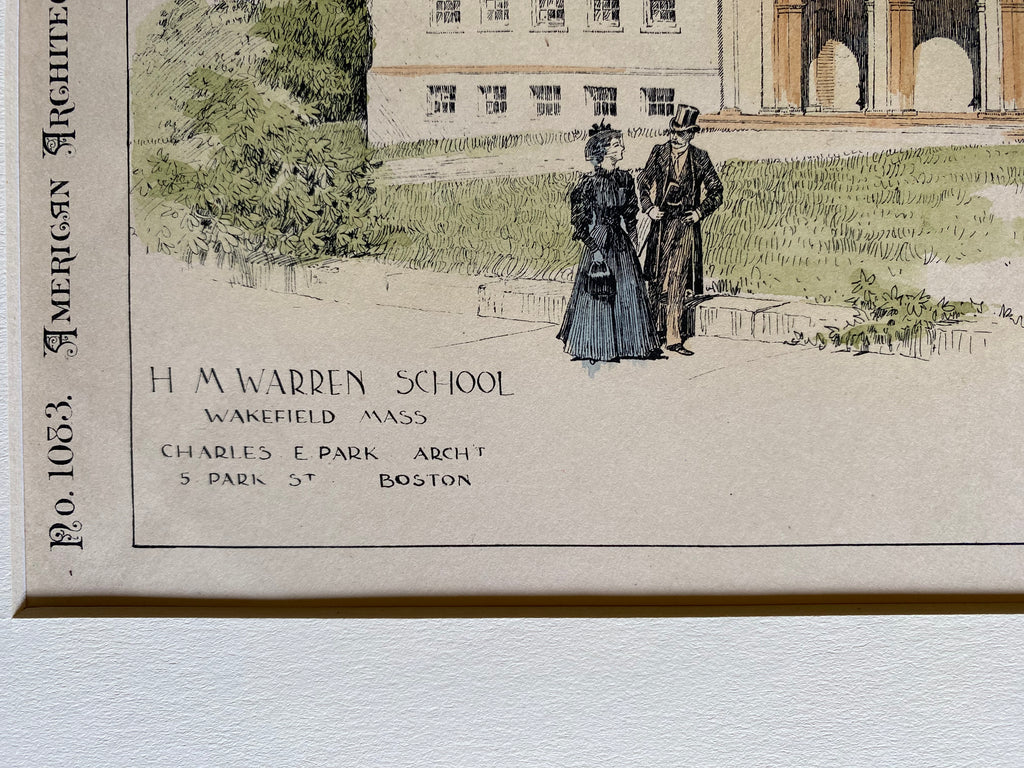 No. 1083. AMERICAN ARCHITEC
H M WARREN SCHOOL
WAKEFIELD MASS
CHARLES E. PARK ARCH'T
5 PARK ST. BOSTON